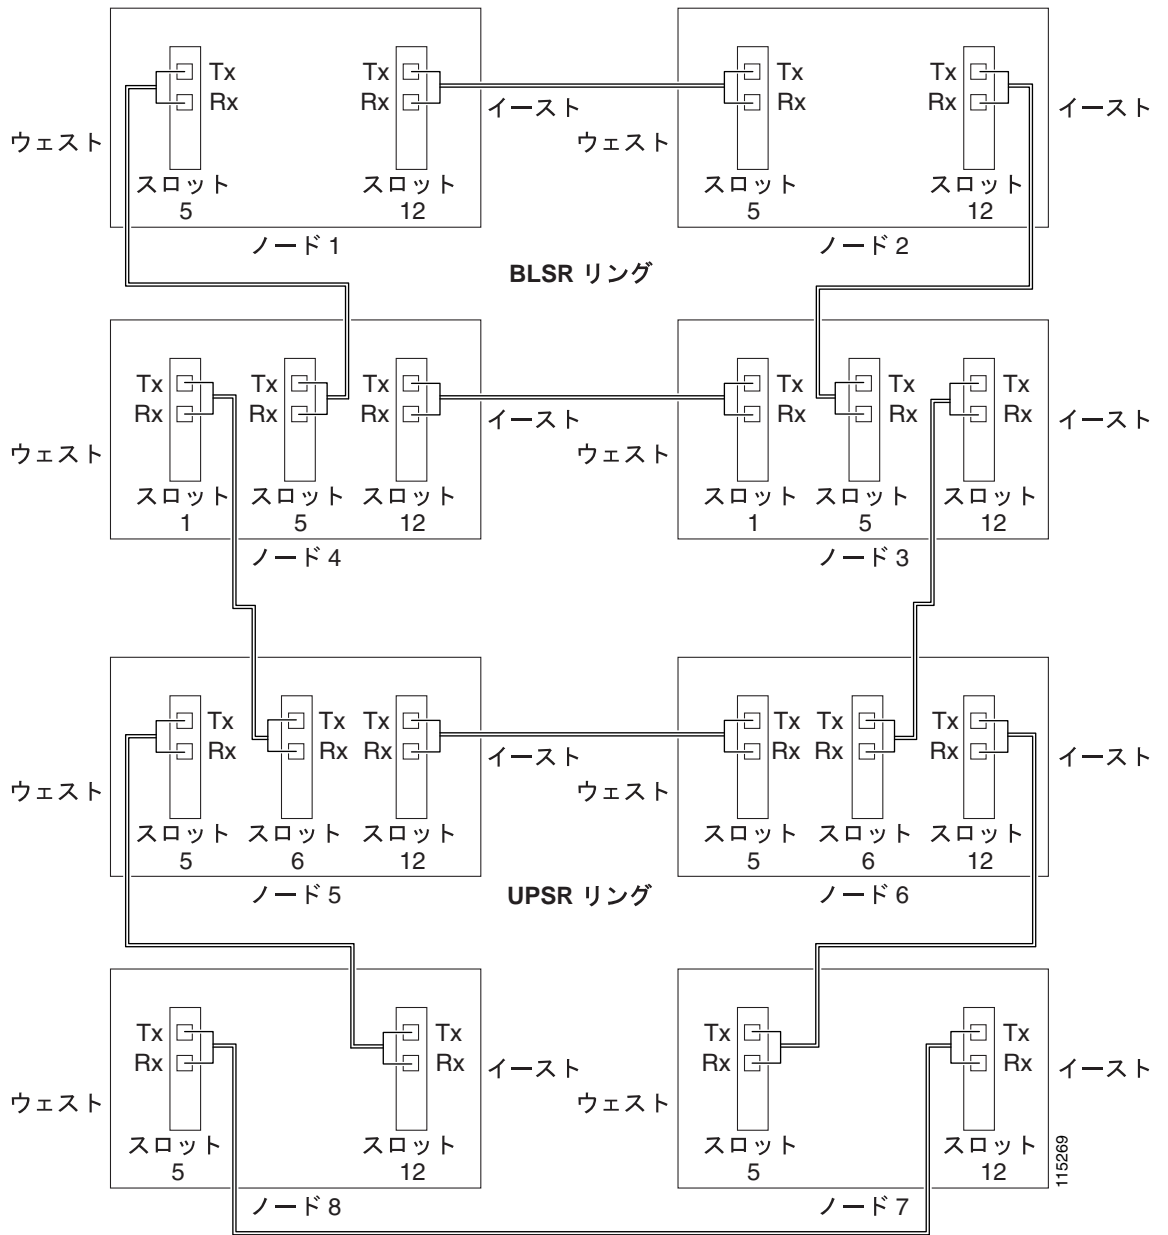 Tx
Rx
スロット
5
Tx
Rx
スロット
12
ウェスト
イースト
ノード 1
Tx
Rx
スロット
5
Tx
Rx
スロット
12
ウェスト
イースト
ノード 2
BLSR リング
Tx
Rx
スロット
1
Tx
Rx
スロット
5
Tx
Rx
スロット
12
ウェスト
イースト
ノード 4
Tx
Rx
スロット
1
Tx
Rx
スロット
5
Tx
Rx
スロット
12
ウェスト
イースト
ノード 3
Tx
Rx
スロット
5
Tx
Rx
スロット
6
Tx
Rx
スロット
12
ウェスト
イースト
ノード 5
Tx
Rx
スロット
5
Tx
Rx
スロット
6
Tx
Rx
スロット
12
ウェスト
イースト
ノード 6
UPSR リング
Tx
Rx
スロット
5
Tx
Rx
スロット
12
ウェスト
イースト
ノード 8
Tx
Rx
スロット
5
Tx
Rx
スロット
12
ウェスト
イースト
ノード 7
115269